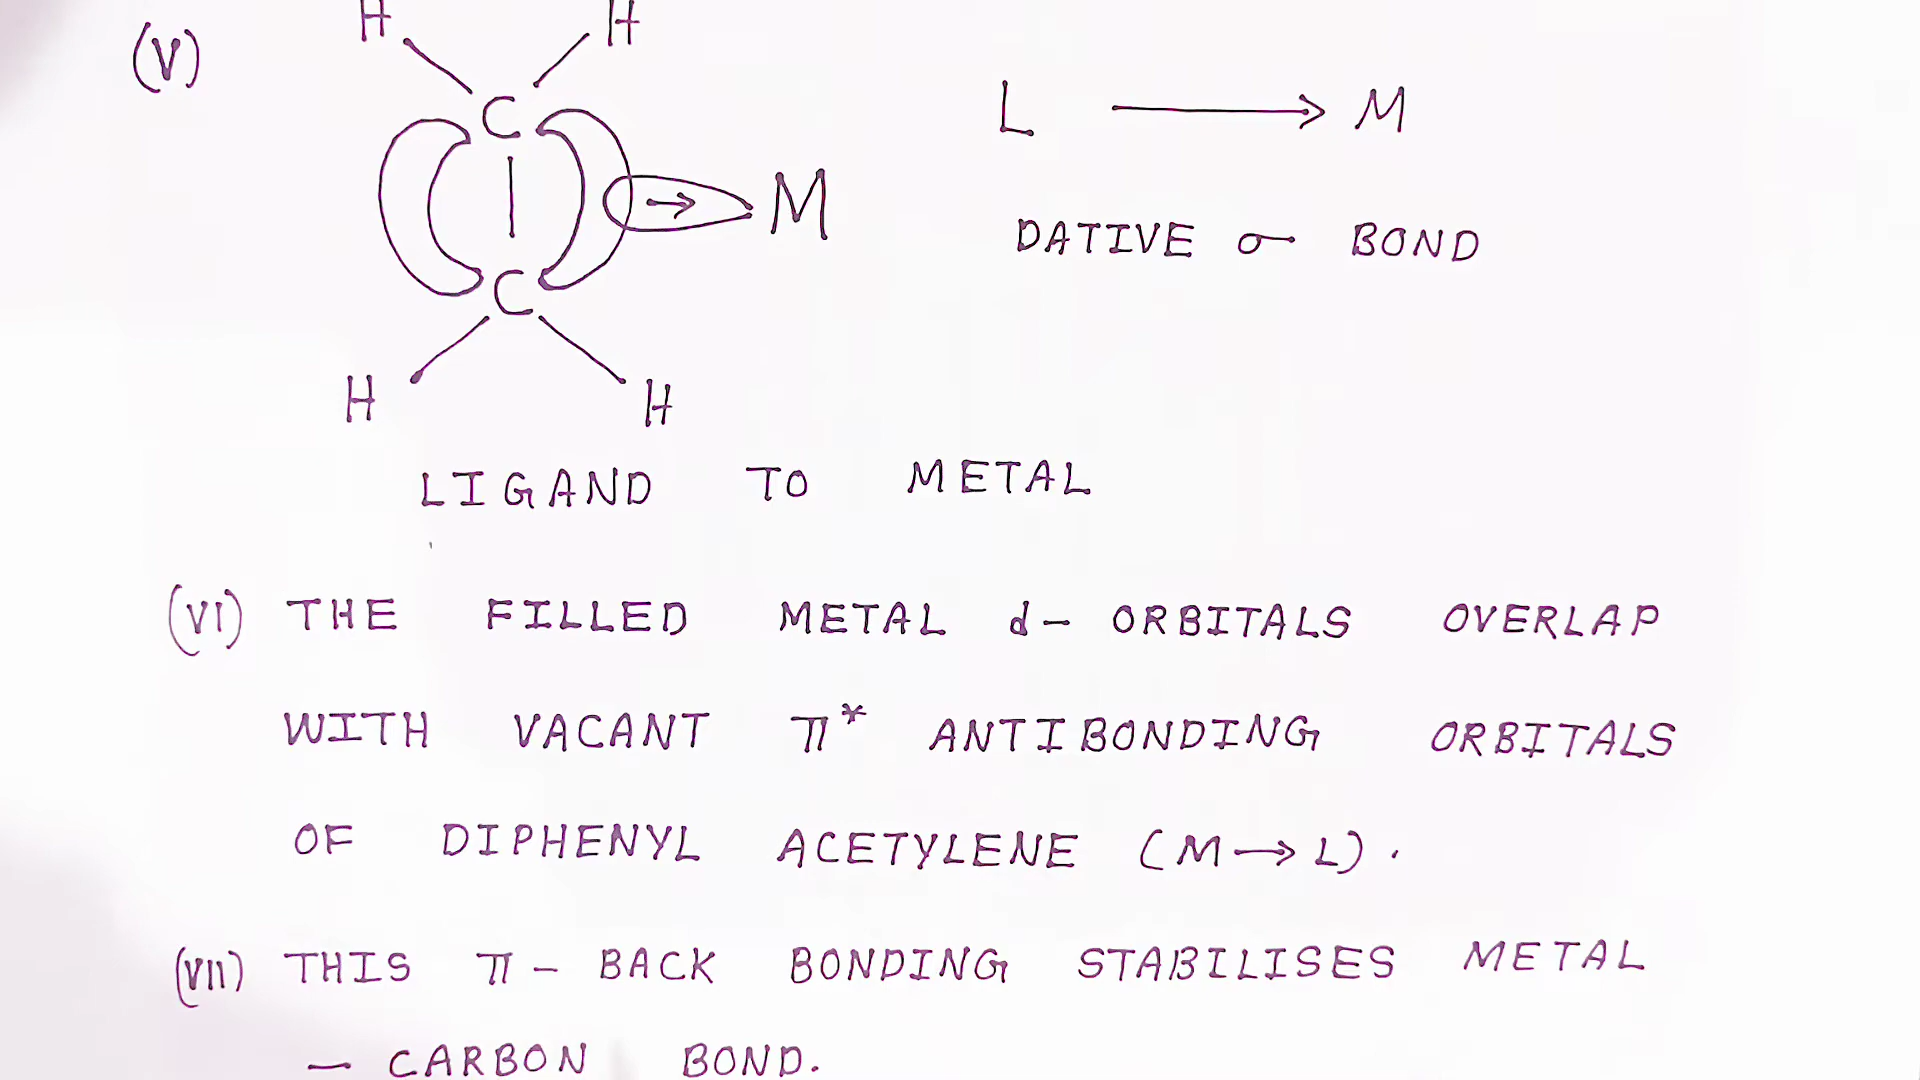 (V)
H H
C
L → M
→ M
DATIVE σ BOND
C
H H
LIGAND TO METAL
(VI) THE FILLED METAL d- ORBITALS OVERLAP
WITH VACANT π* ANTIBONDING ORBITALS
OF DIPHENYL ACETYLENE (M→L).
(VII) THIS π- BACK BONDING STABILISES METAL
- CARBON BOND.